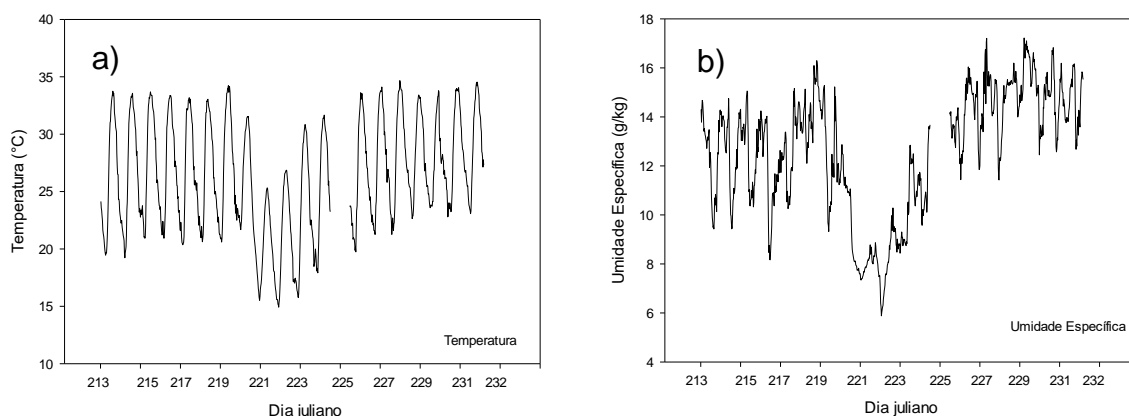 a)
Temperatura (°C)
40
35
30
25
20
15
10
213 215 217 219 221 223 225 227 229 231 232
Dia juliano
Temperatura
b)
Umidade Específica (g/kg)
18
16
14
12
10
8
6
4
213 215 217 219 221 223 225 227 229 231 232
Dia juliano
Umidade Específica